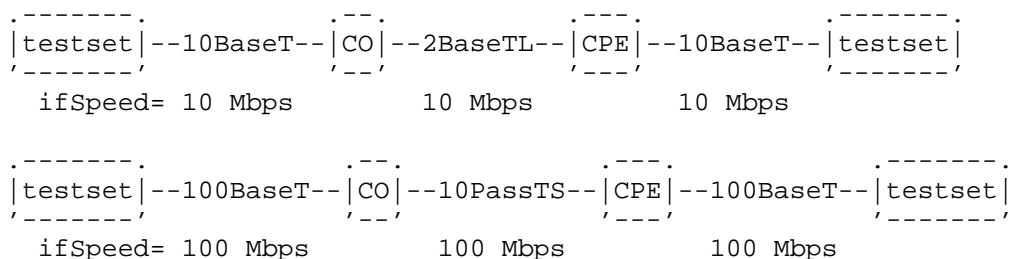 .-------.           .--.           .---.           .-------.
|testset|--10BaseT--|CO|--2BaseTL--|CPE|--10BaseT--|testset|
'-------'           '--'           '---'           '-------'
ifSpeed= 10 Mbps        10 Mbps         10 Mbps
.-------.            .--.            .---.            .-------.
|testset|--100BaseT--|CO|--10PassTS--|CPE|--100BaseT--|testset|
'-------'            '--'            '---'            '-------'
ifSpeed= 100 Mbps       100 Mbps         100 Mbps